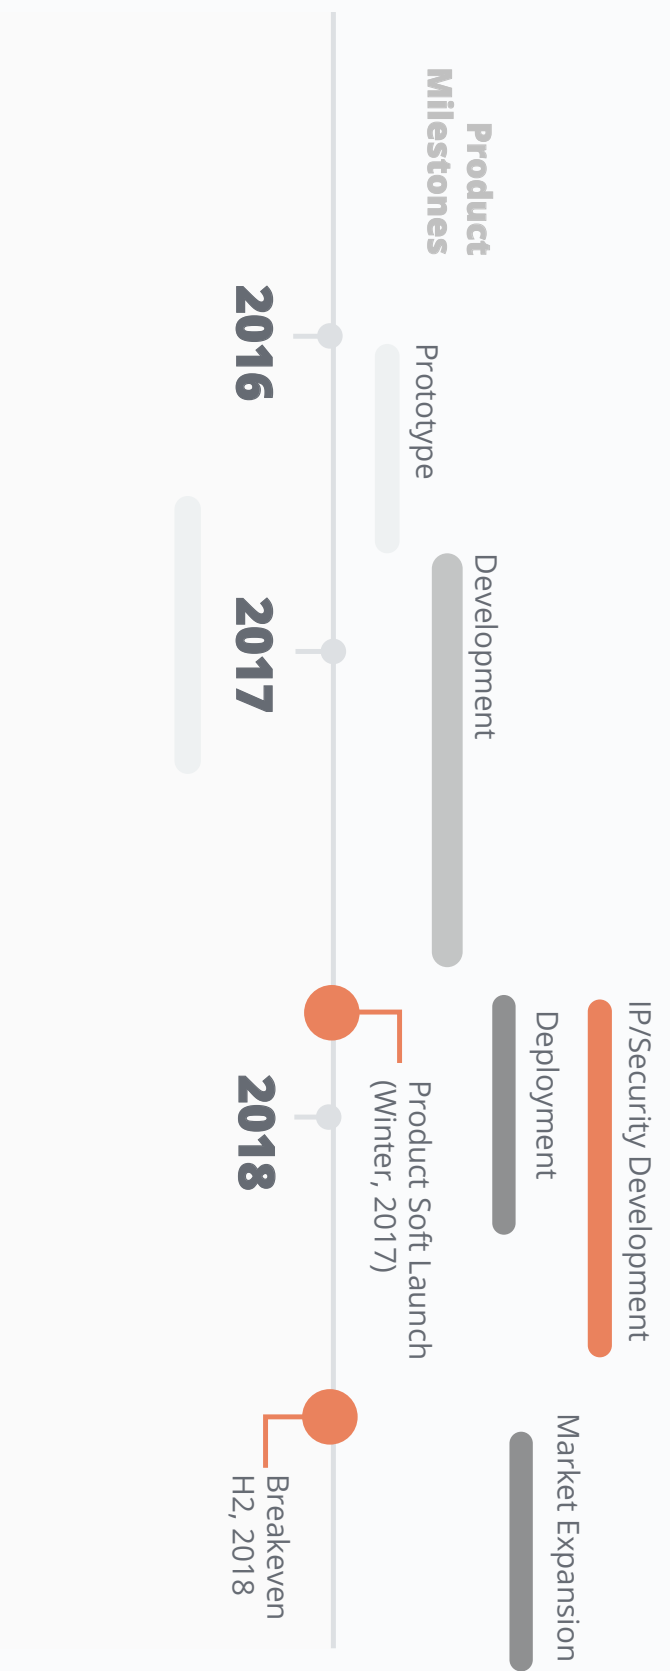 Product
Milestones
IP/Security Development
Deployment
Market Expansion
Development
Prototype
Product Soft Launch
(Winter, 2017)
2016
2017
2018
Breakeven
H2, 2018